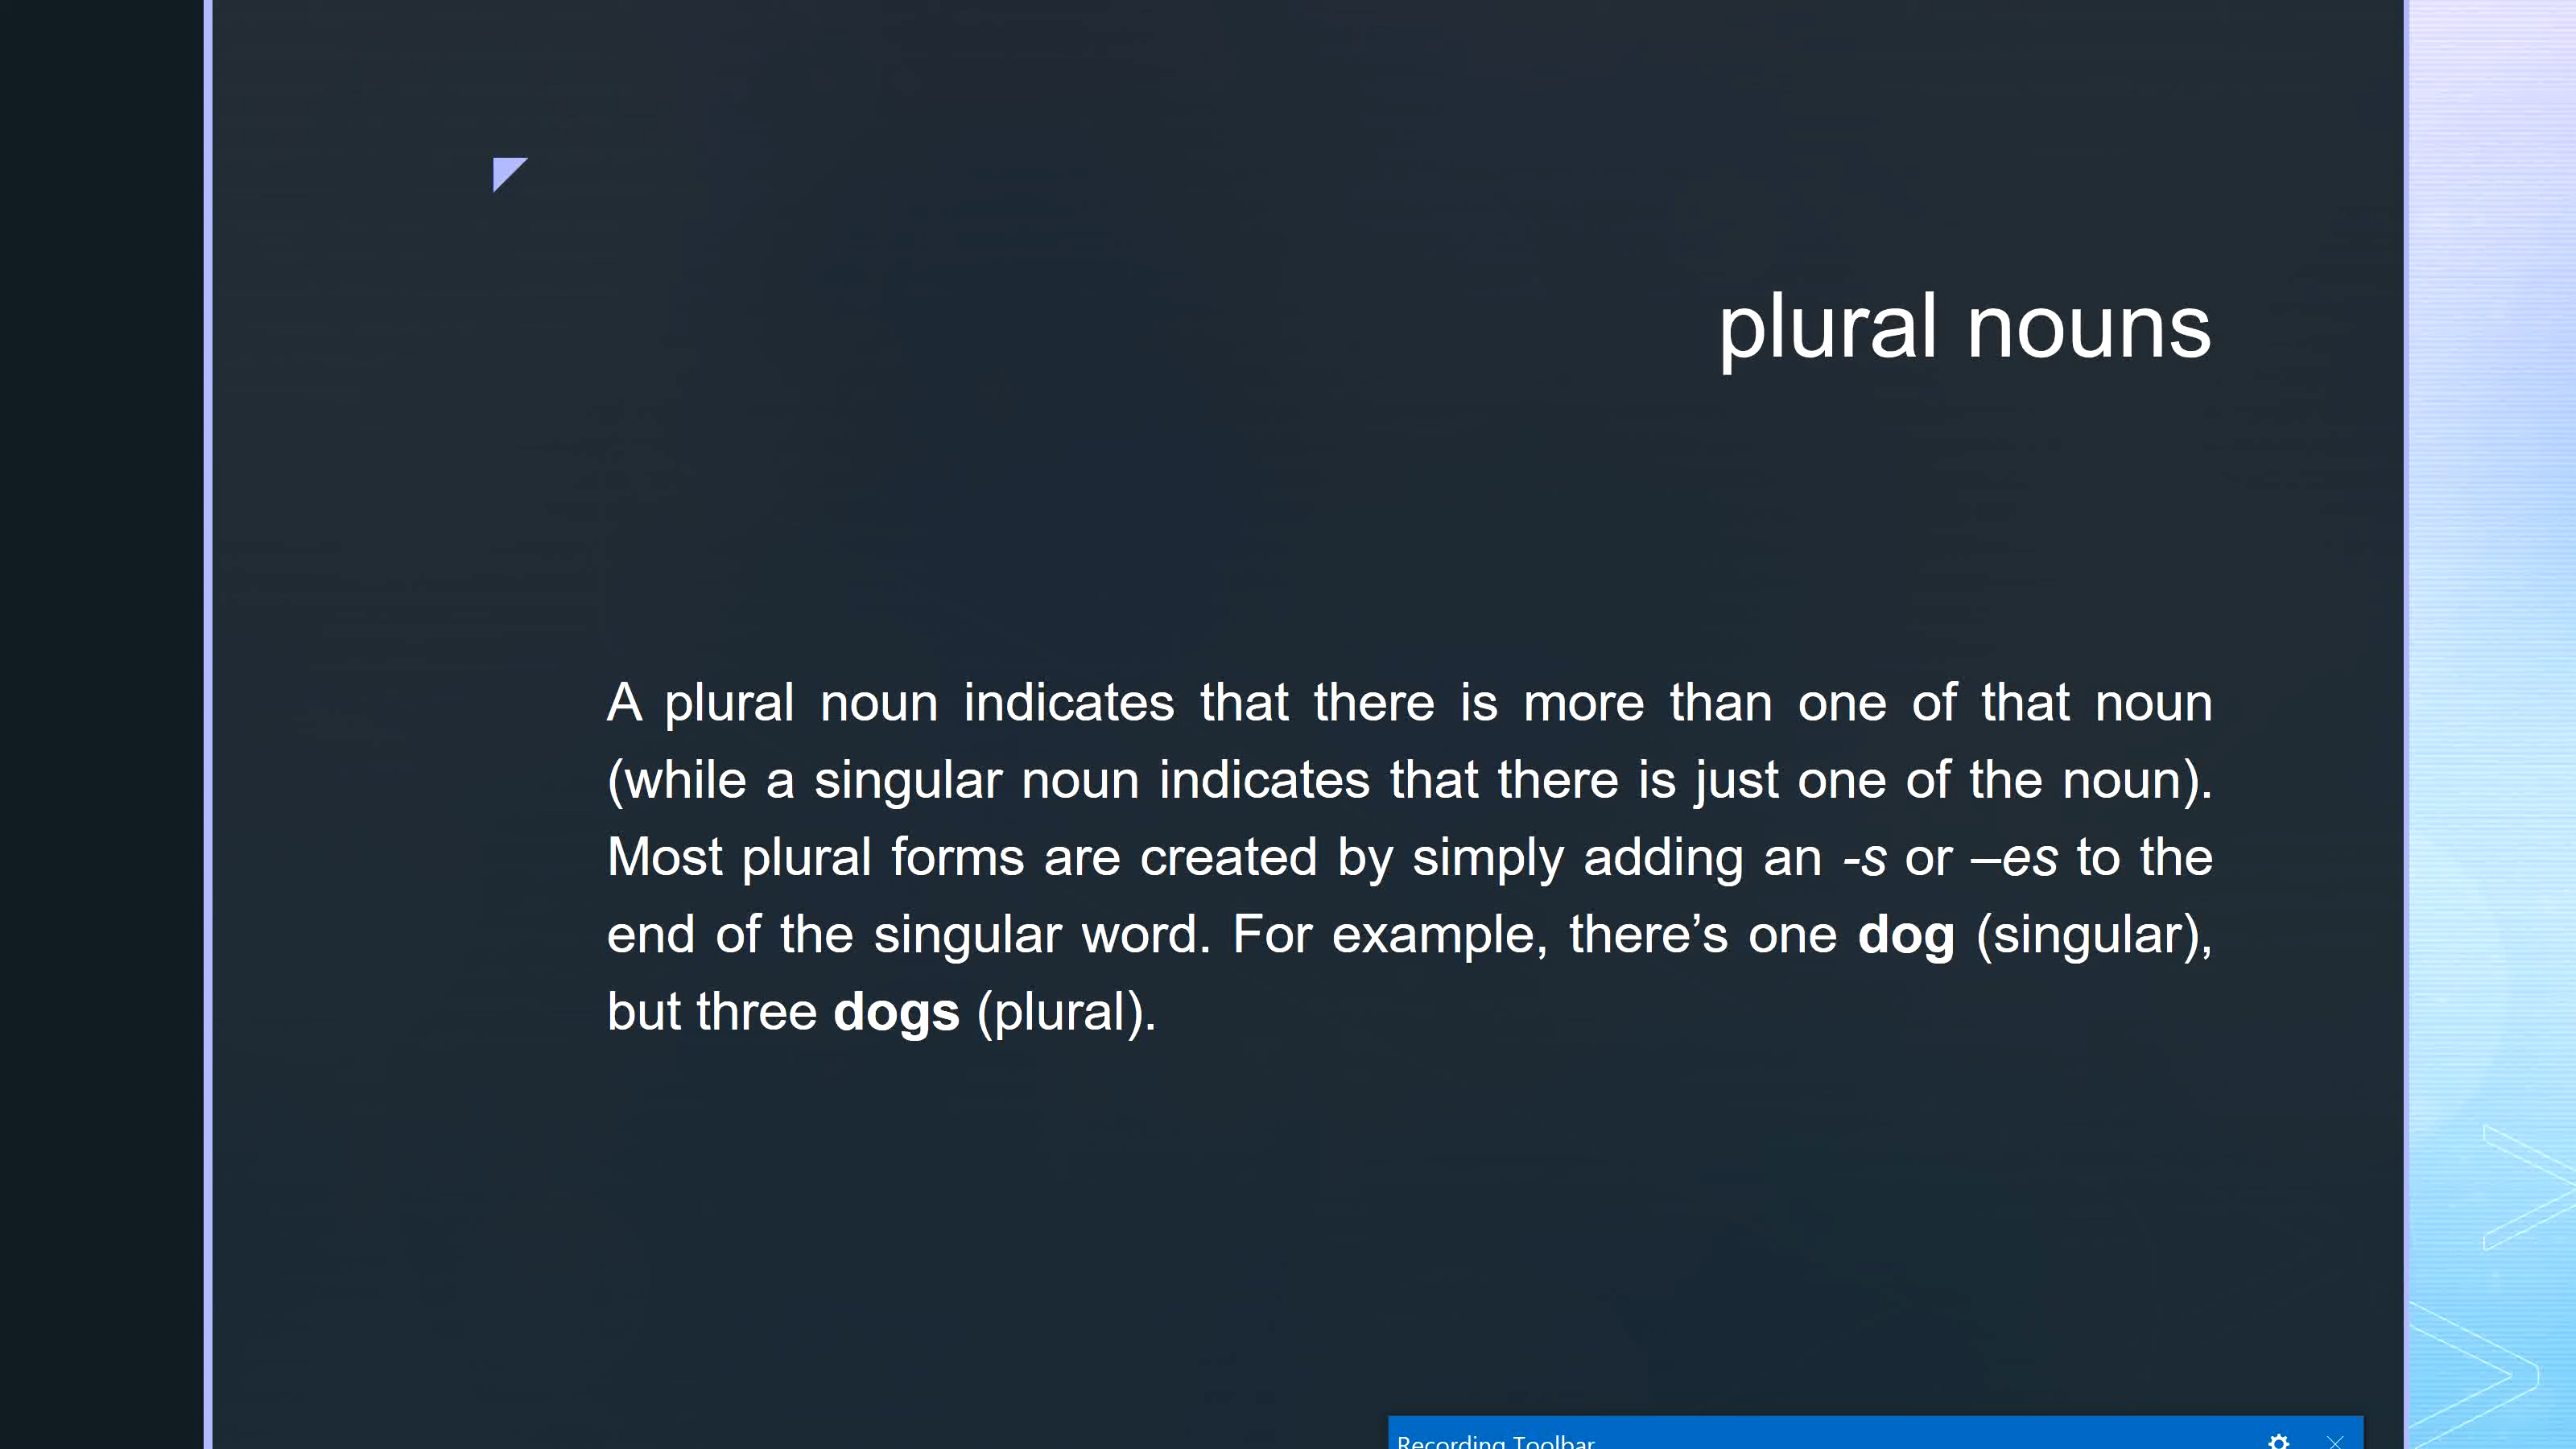 plural nouns
A plural noun indicates that there is more than one of that noun
(while a singular noun indicates that there is just one of the noun).
Most plural forms are created by simply adding an -s or –es to the
end of the singular word. For example, there’s one dog (singular),
but three dogs (plural).
Recording Toolbar